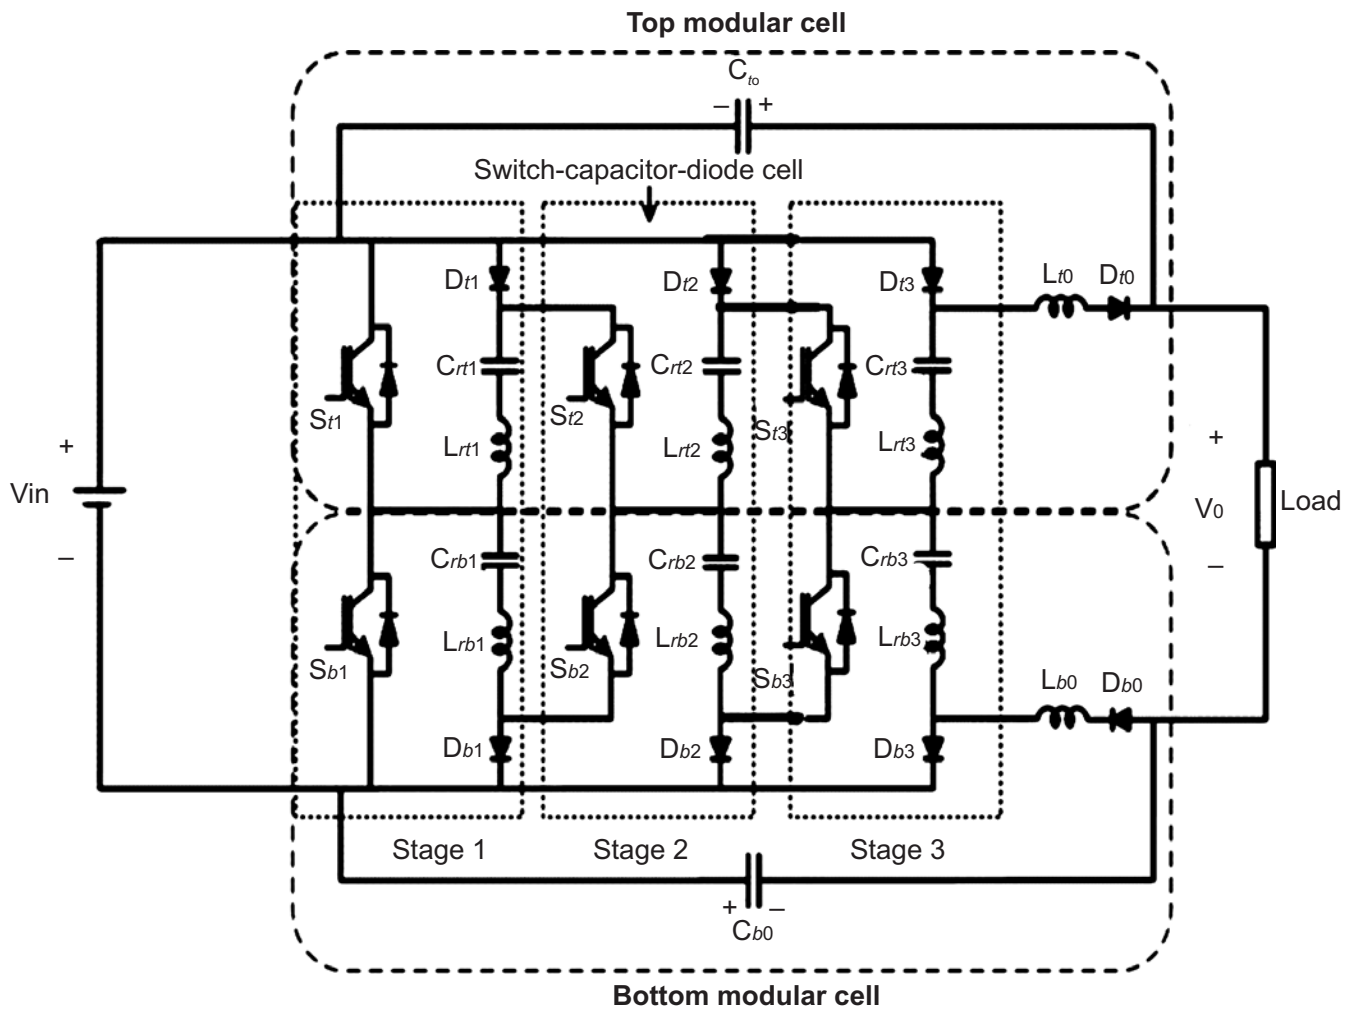 Top modular cell
Cto
– +
Switch-capacitor-diode cell
Dt1 Dt2 Dt3 Lt0 Dt0
Crt1 Crt2 Crt3
St1 St2 St3
Lrt1 Lrt2 Lrt3
+ +
Vin V0 Load
– –
Crb1 Crb2 Crb3
Lrb1 Lrb2 Lrb3
Sb1 Sb2 Sb3
Lb0 Db0
Db1 Db2 Db3
Stage 1 Stage 2 Stage 3
+ –
Cb0
Bottom modular cell